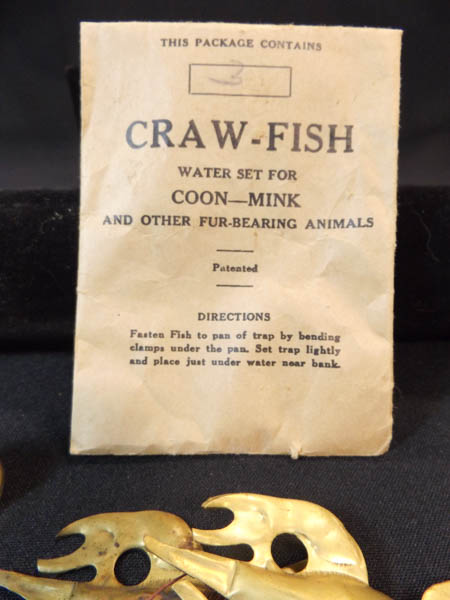 THIS PACKAGE CONTAINS
3
CRAW-FISH
WATER SET FOR
COON—MINK
AND OTHER FUR-BEARING ANIMALS
Patented
DIRECTIONS
Fasten Fish to pan of trap by bending
clamps under the pan. Set trap lightly
and place just under water near bank.